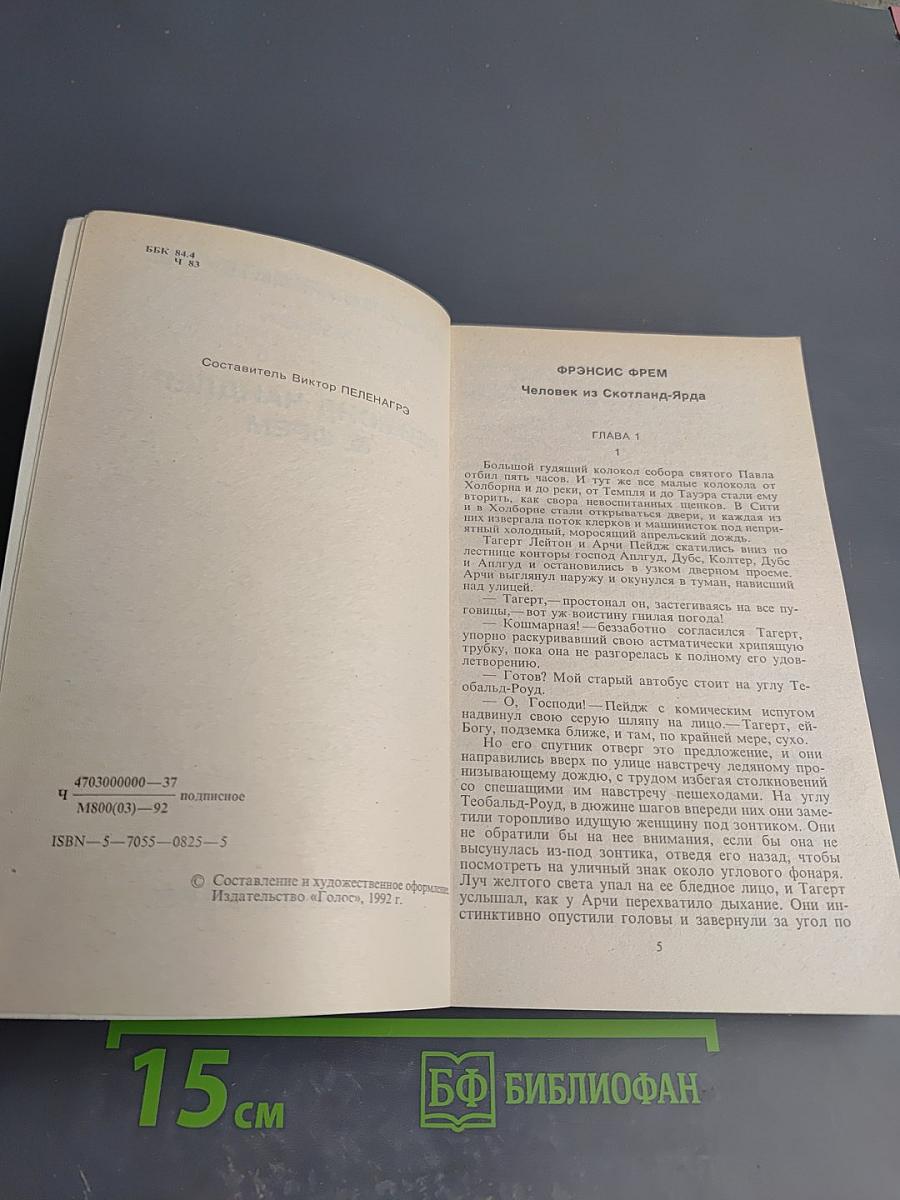 ББК 84.4
Ч 83
Составитель Виктор ПЕЛЕНАГРЭ
Ч 4703000000—37 подписное
М800(03)—92
ISBN—5—7055—0825—5
© Составление и художественное оформление.
Издательство «Голос», 1992 г.
ФРЭНСИС ФРЕМ
Человек из Скотланд-Ярда
ГЛАВА 1
1
Большой гудящий колокол собора святого Павла
отбил пять часов. И тут же все малые колокола от
Холборна и до реки, от Темпля и до Тауэра стали ему
вторить, как свора невоспитанных щенков. В Сити
и в Холборне стали открываться двери, и каждая из
них извергала поток клерков и машинисток под непри-
ятный холодный, моросящий апрельский дождь.
Тагерт Лейтон и Арчи Пейдж скатились вниз по
лестнице конторы господ Аплгуд, Дубс, Колтер, Дубс
и Аплгуд и остановились в узком дверном проеме.
Арчи выглянул наружу и окунулся в туман, нависший
над улицей.
— Тагерт,— простонал он, застегиваясь на все пу-
говицы,— вот уж воистину гнилая погода!
— Кошмарная! — беззаботно согласился Тагерт,
упорно раскуривавший свою астматически хрипящую
трубку, пока она не разгорелась к полному его удов-
летворению.
— Готов? Мой старый автобус стоит на углу Те-
обальд-Роуд.
— О, Господи! — Пейдж с комическим испугом
надвинул свою серую шляпу на лицо.— Тагерт, ей-
Богу, подземка ближе, и там, по крайней мере, сухо.
Но его спутник отверг это предложение, и они
направились вверх по улице навстречу ледяному про-
низывающему дождю, с трудом избегая столкновений
со спешащими им навстречу пешеходами. На углу
Теобальд-Роуд, в дюжине шагов впереди них они заме-
тили торопливо идущую женщину под зонтиком. Они
не обратили бы на нее внимания, если бы она не
высунулась из-под зонтика, отведя его назад, чтобы
посмотреть на уличный знак около углового фонаря.
Луч желтого света упал на ее бледное лицо, и Тагерт
услышал, как у Арчи перехватило дыхание. Они ин-
стинктивно опустили головы и завернули за угол по
5
15 см
БФ БИБЛИОФАН